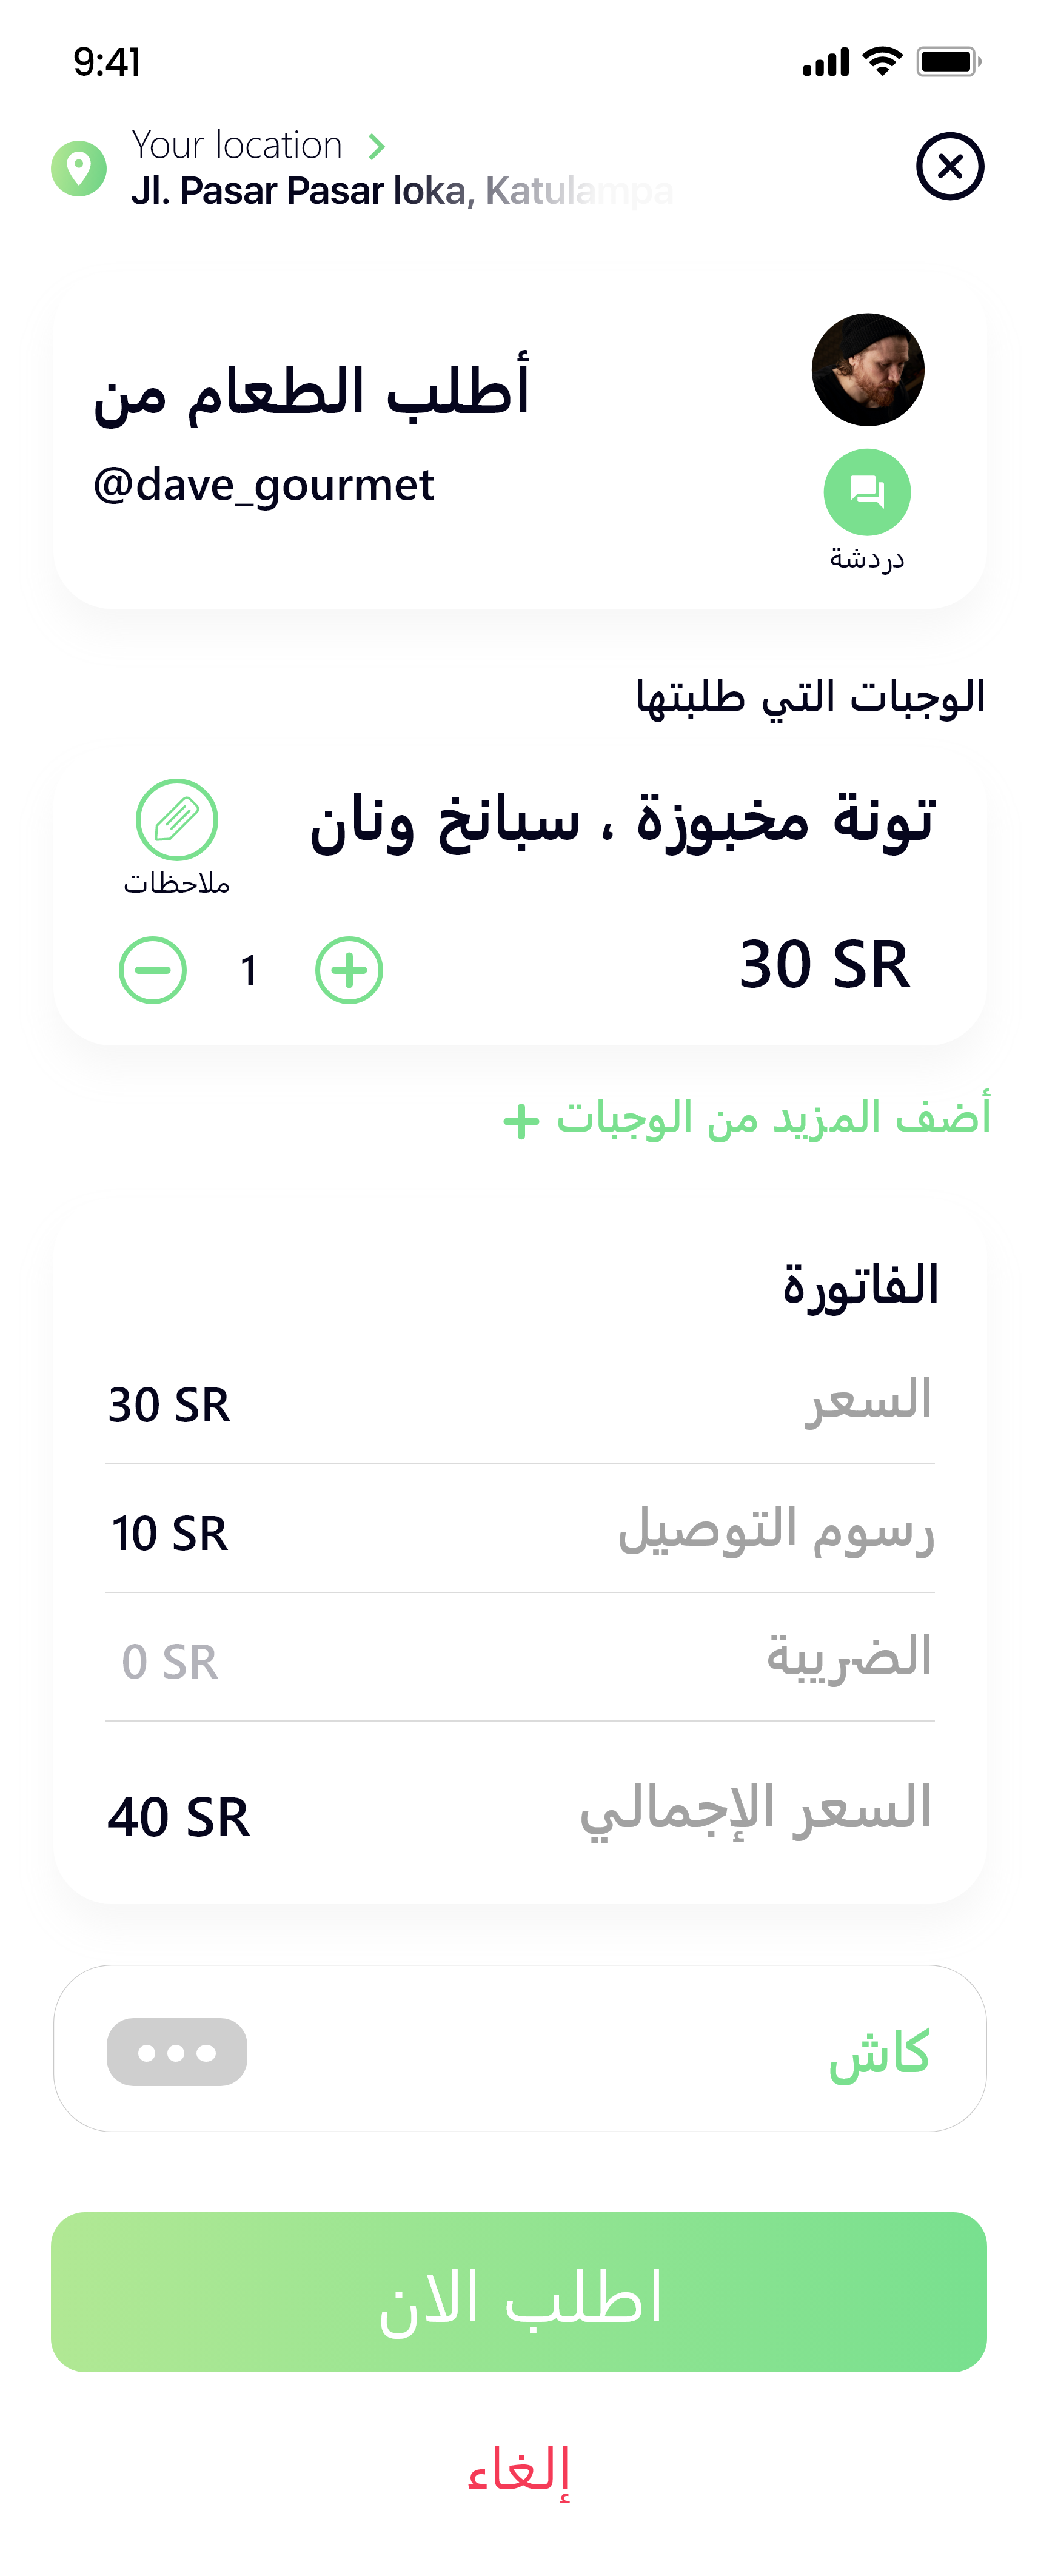 9:41
Your location
Jl. Pasar Pasar loka, Katulampa
أطلب الطعام من
@dave_gourmet
دردشة
الوجبات التي طلبتها
تونة مخبوزة ، سبانخ ونان
ملاحظات
30 SR
1
أضف المزيد من الوجبات +
الفاتورة
السعر 30 SR
رسوم التوصيل 10 SR
الضريبة 0 SR
السعر الإجمالي 40 SR
كاش
اطلب الان
إلغاء